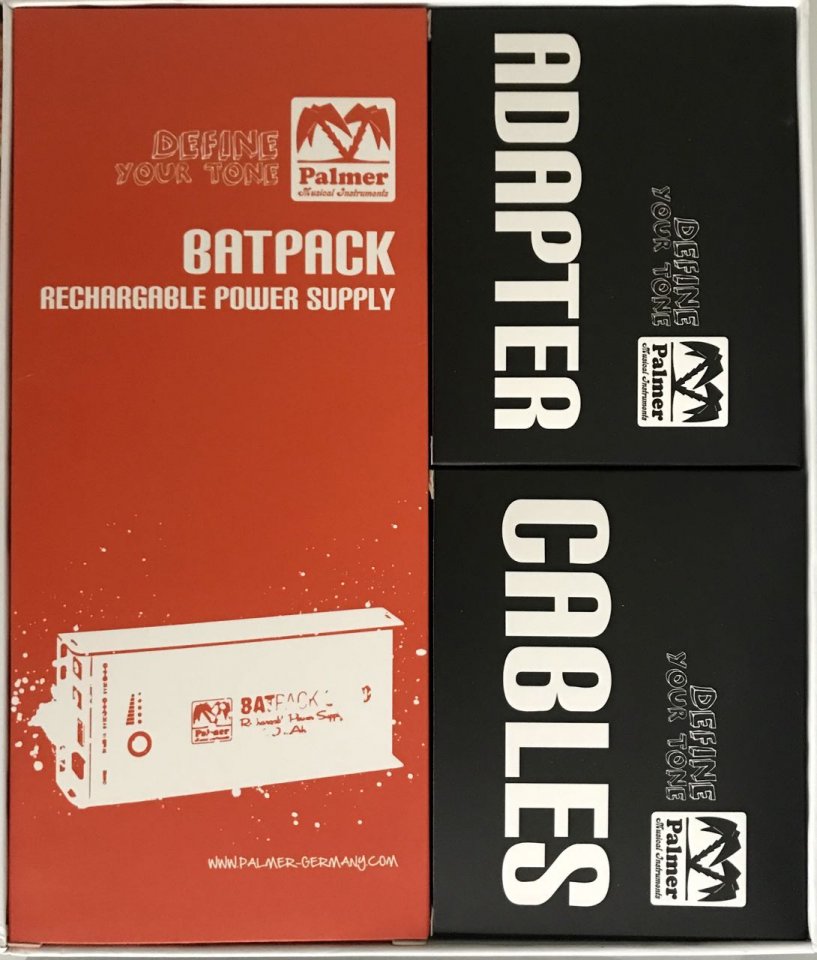 DEFINE
YOUR TONE
Palmer
Musical Instruments
BATPACK
RECHARGABLE POWER SUPPLY
Palmer
BATPACK
WWW.PALMER-GERMANY.COM
ADAPTER
DEFINE
YOUR TONE
Palmer
Musical Instruments
CABLES
DEFINE
YOUR TONE
Palmer
Musical Instruments